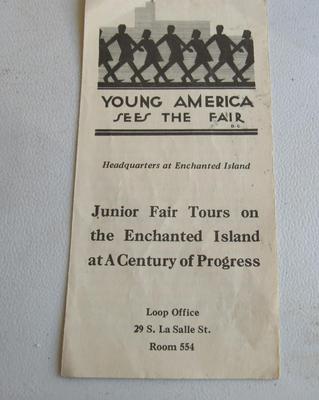 YOUNG AMERICA
SEES THE FAIR
D.C.
Headquarters at Enchanted Island
Junior Fair Tours on
the Enchanted Island
at A Century of Progress
Loop Office
29 S. La Salle St.
Room 554